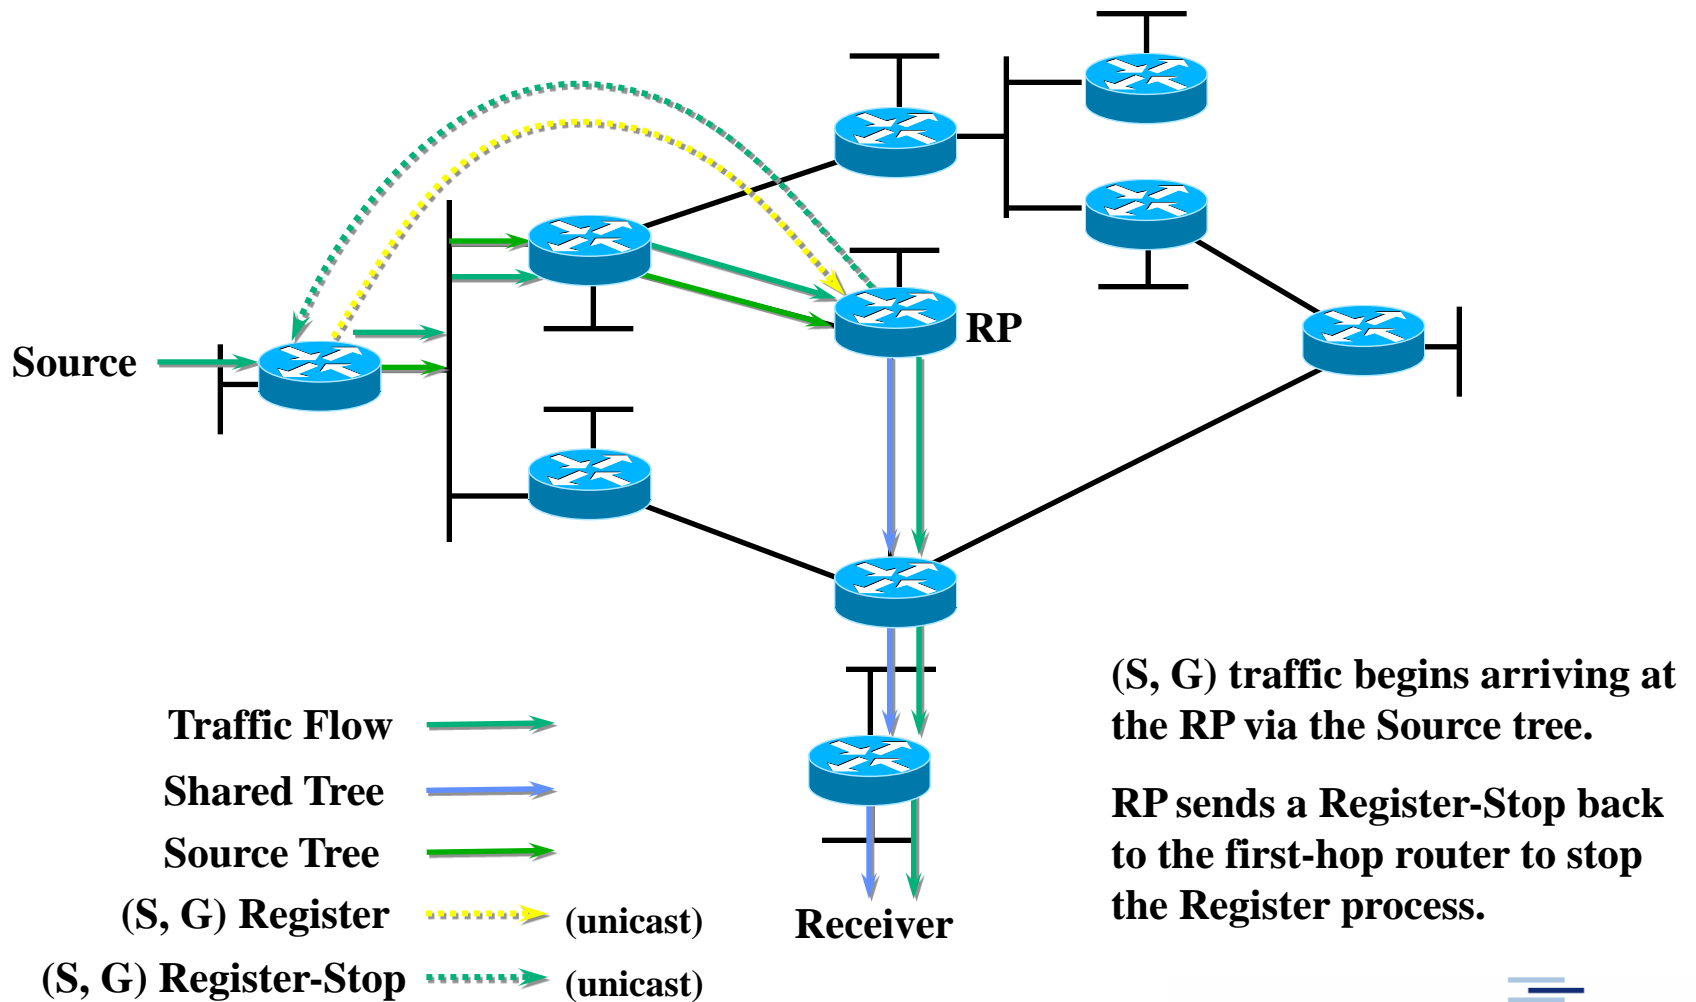 RP
Source
Traffic Flow
Shared Tree
Source Tree
(S, G) Register
(unicast)
(S, G) Register-Stop
(unicast)
Receiver
(S, G) traffic begins arriving at
the RP via the Source tree.
RP sends a Register-Stop back
to the first-hop router to stop
the Register process.